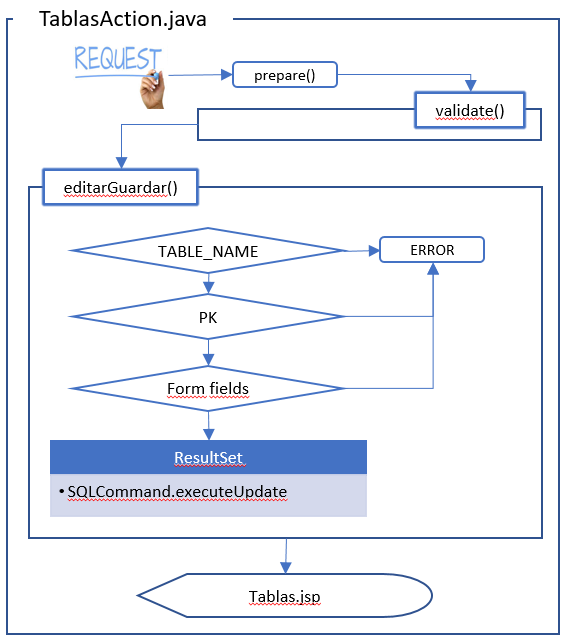 TablasAction.java
REQUEST
prepare()
validate()
editarGuardar()
TABLE_NAME
ERROR
PK
Form fields
ResultSet
• SQLCommand.executeUpdate
Tablas.jsp